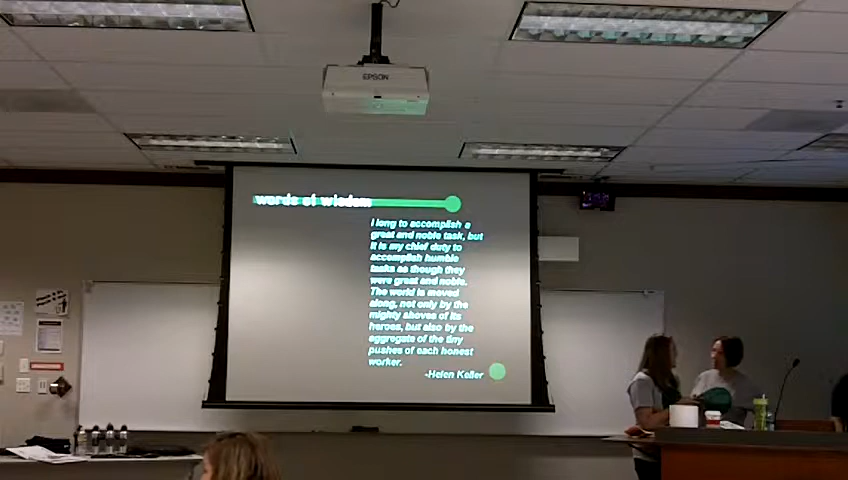 EPSON
words of wisdom
I long to accomplish a
great and noble task, but
it is my chief duty to
accomplish humble
tasks as though they
were great and noble.
The world is moved
along, not only by the
mighty shoves of its
heroes, but also by the
aggregate of the tiny
pushes of each honest
worker.
-Helen Keller